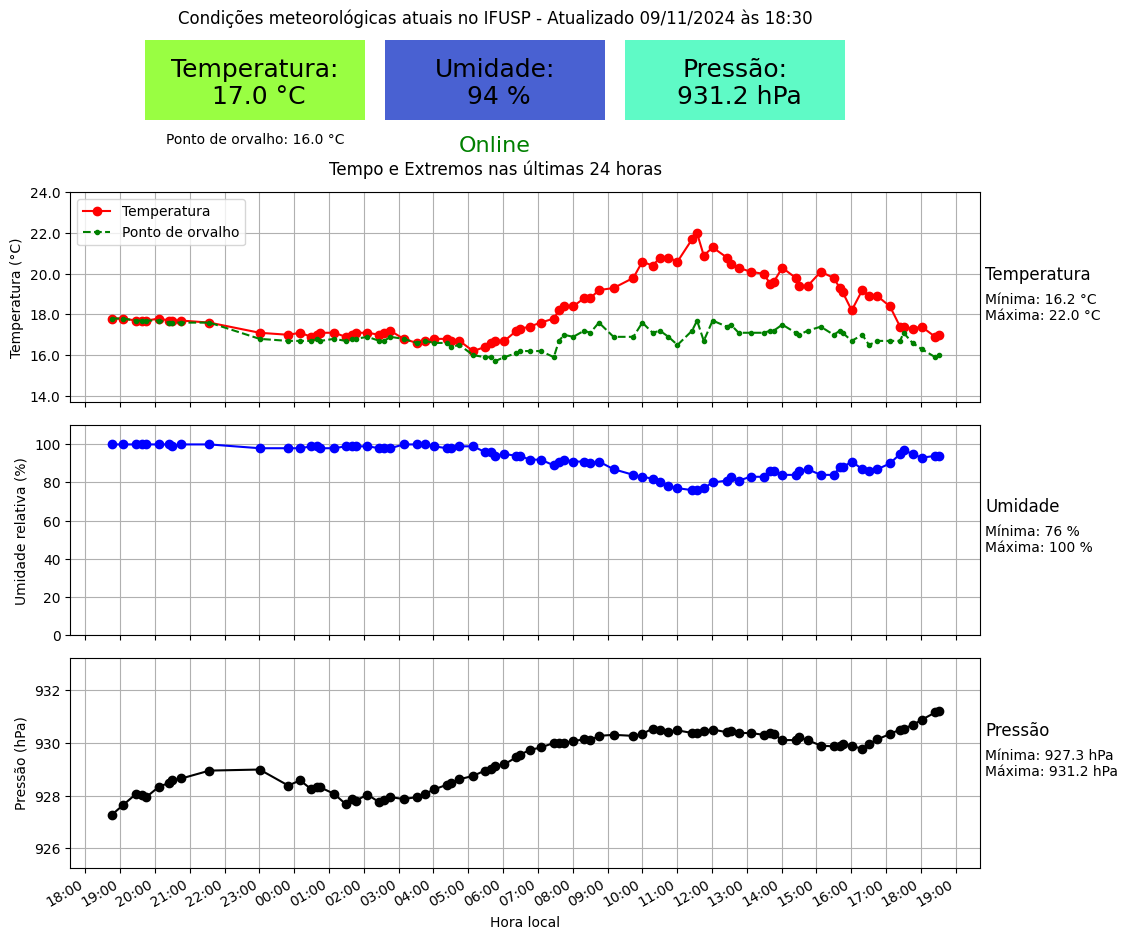 Condições meteorológicas atuais no IFUSP - Atualizado 09/11/2024 às 18:30
Temperatura:
17.0 °C
Umidade:
94 %
Pressão:
931.2 hPa
Ponto de orvalho: 16.0 °C
Online
Tempo e Extremos nas últimas 24 horas
Temperatura (°C)
24.0
22.0
20.0
18.0
16.0
14.0
Temperatura
Ponto de orvalho
Temperatura
Mínima: 16.2 °C
Máxima: 22.0 °C
Umidade relativa (%)
100
80
60
40
20
0
Umidade
Mínima: 76 %
Máxima: 100 %
Pressão (hPa)
932
930
928
926
Pressão
Mínima: 927.3 hPa
Máxima: 931.2 hPa
18:00 19:00 20:00 21:00 22:00 23:00 00:00 01:00 02:00 03:00 04:00 05:00 06:00 07:00 08:00 09:00 10:00 11:00 12:00 13:00 14:00 15:00 16:00 17:00 18:00 19:00
Hora local